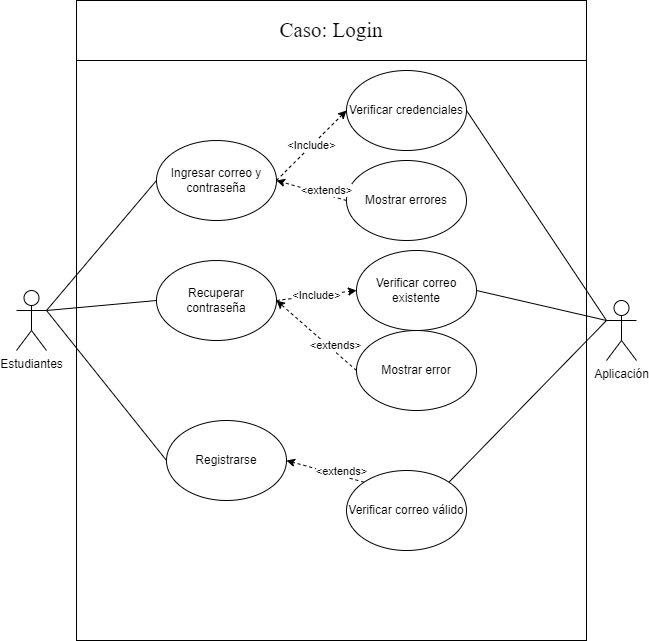 Caso: Login
Verificar credenciales
<Include>
Ingresar correo y
contraseña
<extends>
Mostrar errores
Recuperar
contraseña
<Include>
Verificar correo
existente
<extends>
Mostrar error
Estudiantes
Aplicación
Registrarse
<extends>
Verificar correo válido